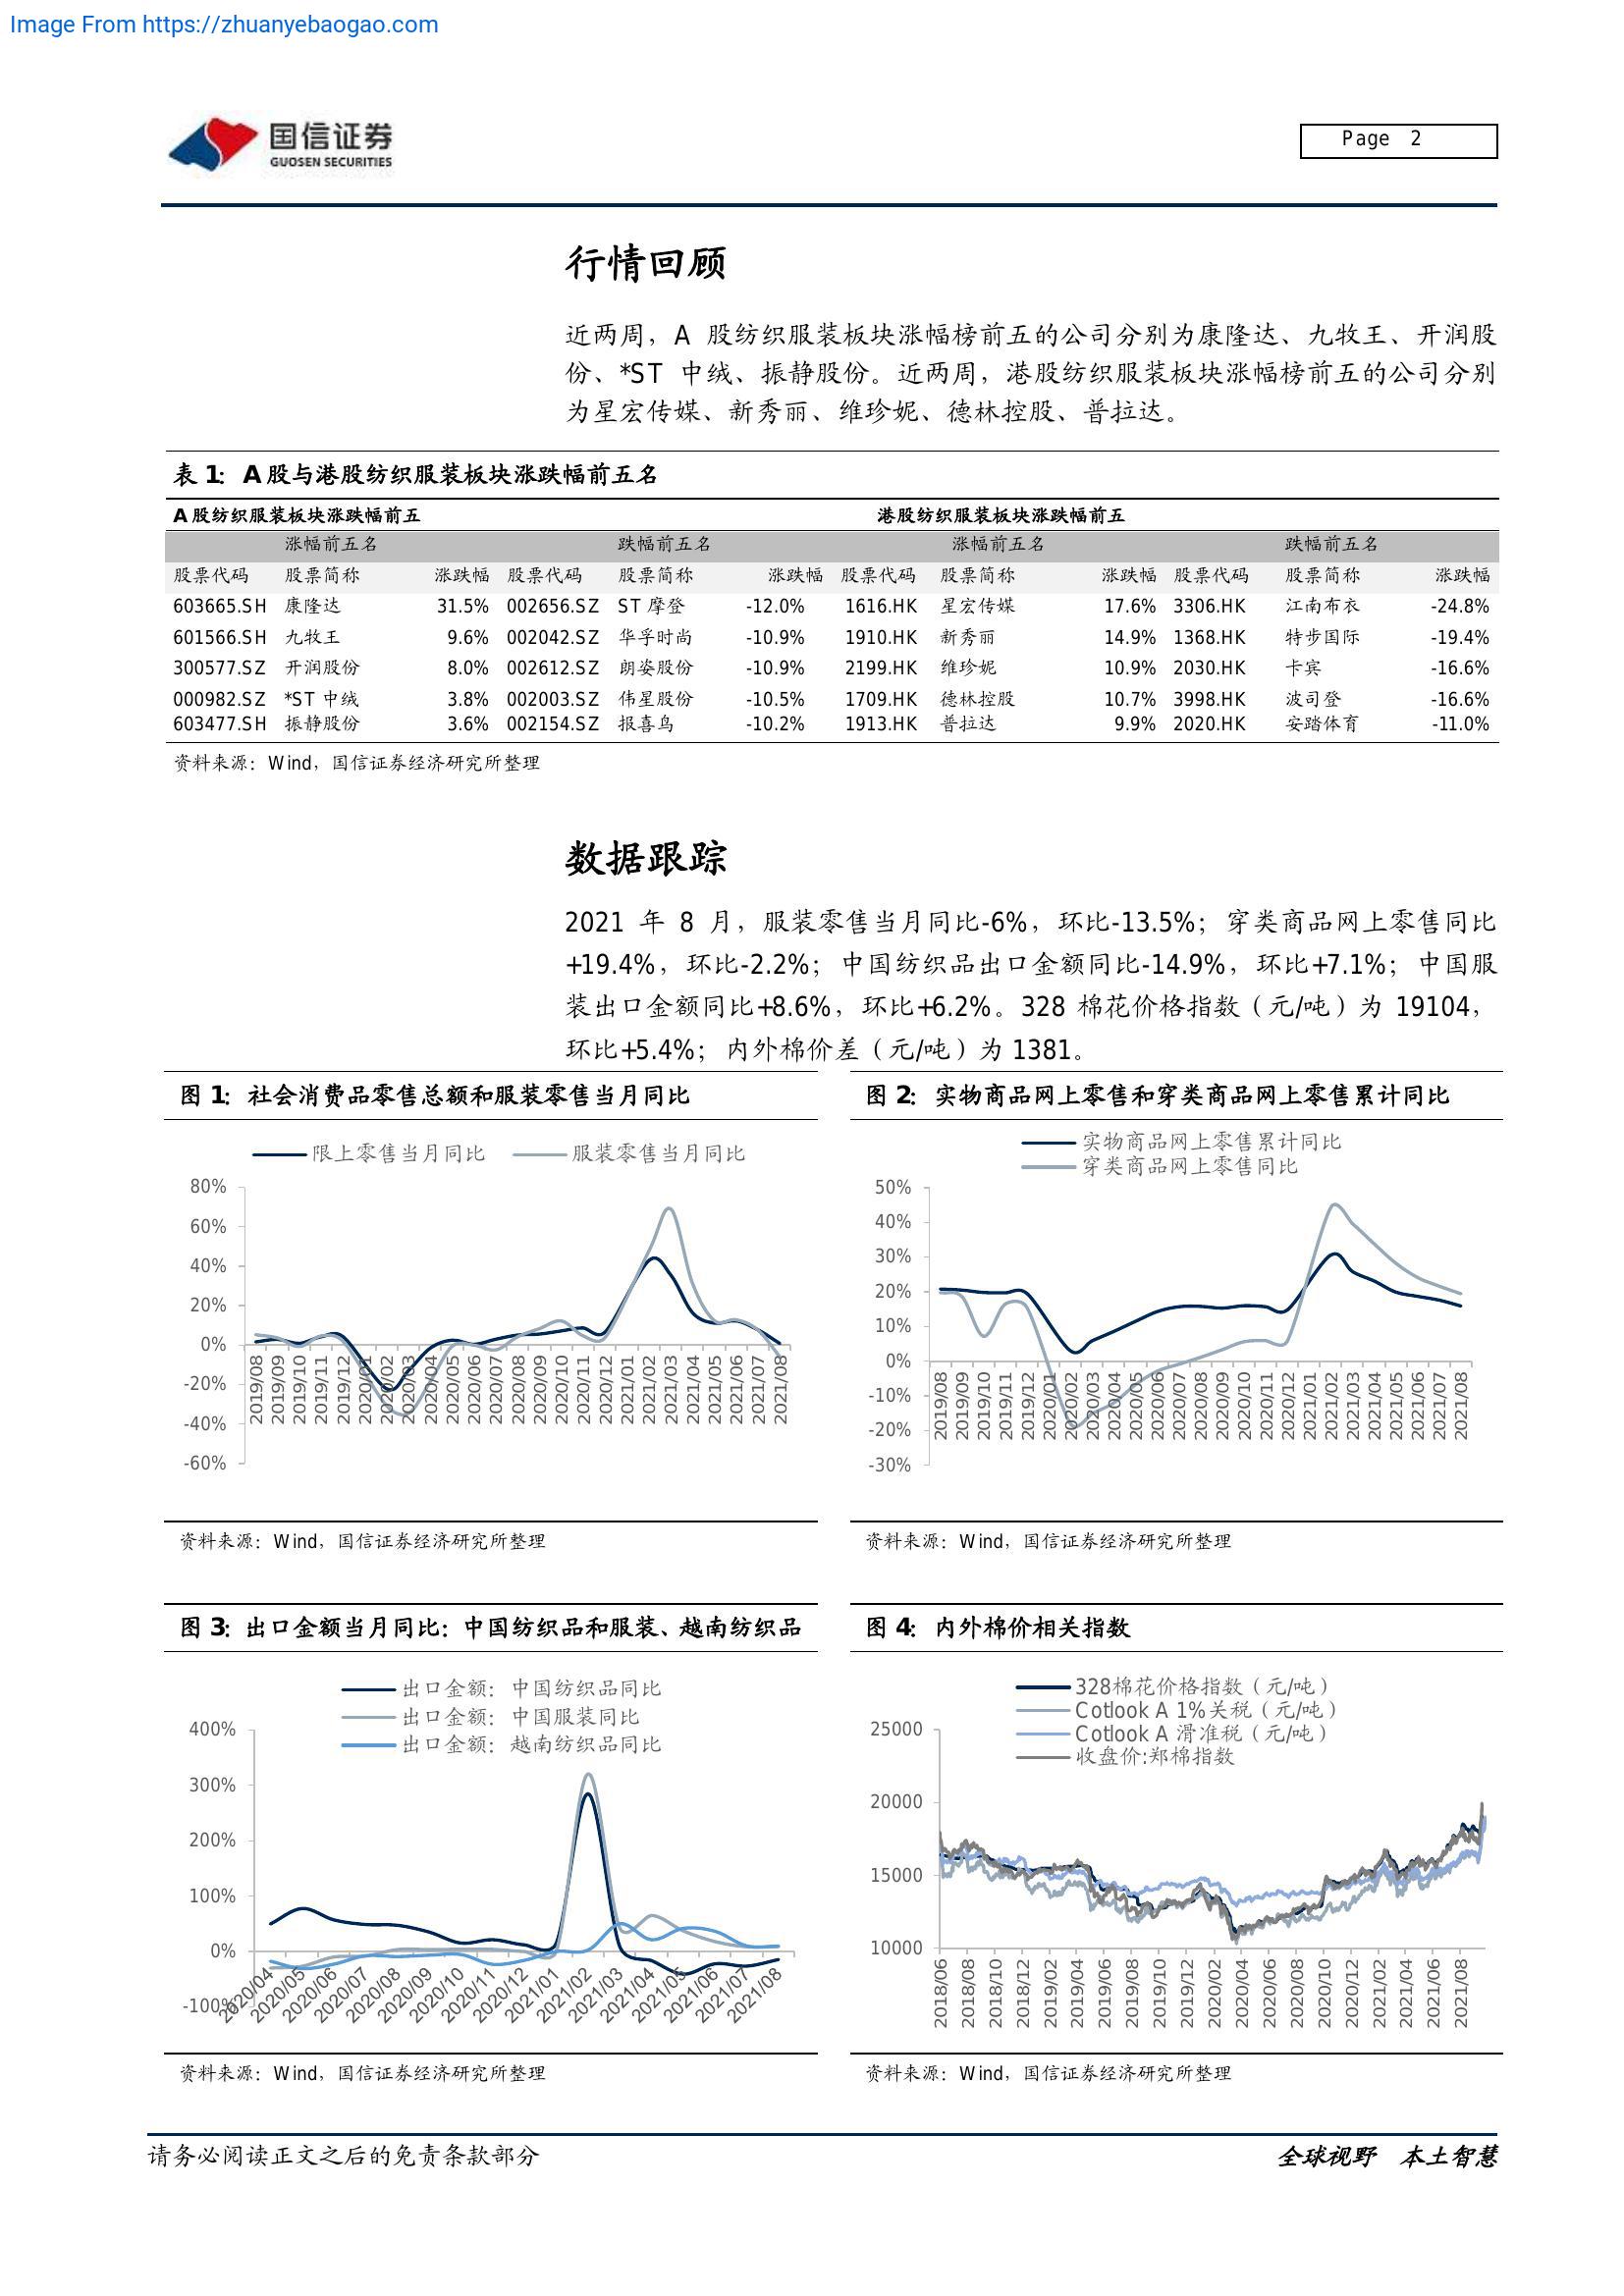 Image From https://zhuanyebaogao.com
国信证券
GUOSEN SECURITIES
Page 2
行情回顾
近两周，A 股纺织服装板块涨幅榜前五的公司分别为康隆达、九牧王、开润股
份、*ST 中绒、振静股份。近两周，港股纺织服装板块涨幅榜前五的公司分别
为星宏传媒、新秀丽、维珍妮、德林控股、普拉达。
表 1：A 股与港股纺织服装板块涨跌幅前五名
A 股纺织服装板块涨跌幅前五 港股纺织服装板块涨跌幅前五
涨幅前五名 跌幅前五名 涨幅前五名 跌幅前五名
股票代码 股票简称 涨跌幅 股票代码 股票简称 涨跌幅 股票代码 股票简称 涨跌幅 股票代码 股票简称 涨跌幅
603665.SH 康隆达 31.5% 002656.SZ ST 摩登 -12.0% 1616.HK 星宏传媒 17.6% 3306.HK 江南布衣 -24.8%
601566.SH 九牧王 9.6% 002042.SZ 华孚时尚 -10.9% 1910.HK 新秀丽 14.9% 1368.HK 特步国际 -19.4%
300577.SZ 开润股份 8.0% 002612.SZ 朗姿股份 -10.9% 2199.HK 维珍妮 10.9% 2030.HK 卡宾 -16.6%
000982.SZ *ST 中绒 3.8% 002003.SZ 伟星股份 -10.5% 1709.HK 德林控股 10.7% 3998.HK 波司登 -16.6%
603477.SH 振静股份 3.6% 002154.SZ 报喜鸟 -10.2% 1913.HK 普拉达 9.9% 2020.HK 安踏体育 -11.0%
资料来源：Wind，国信证券经济研究所整理
数据跟踪
2021 年 8 月，服装零售当月同比-6%，环比-13.5%；穿类商品网上零售同比
+19.4%，环比-2.2%；中国纺织品出口金额同比-14.9%，环比+7.1%；中国服
装出口金额同比+8.6%，环比+6.2%。328 棉花价格指数（元/吨）为 19104，
环比+5.4%；内外棉价差（元/吨）为 1381。
图 1：社会消费品零售总额和服装零售当月同比
限上零售当月同比 服装零售当月同比
80%
60%
40%
20%
0%
-20%
-40%
-60%
2019/08 2019/09 2019/10 2019/11 2019/12 2020/01 2020/02 2020/03 2020/04 2020/05 2020/06 2020/07 2020/08 2020/09 2020/10 2020/11 2020/12 2021/01 2021/02 2021/03 2021/04 2021/05 2021/06 2021/07 2021/08
资料来源：Wind，国信证券经济研究所整理
图 2：实物商品网上零售和穿类商品网上零售累计同比
实物商品网上零售累计同比
穿类商品网上零售同比
50%
40%
30%
20%
10%
0%
-10%
-20%
-30%
2019/08 2019/09 2019/10 2019/11 2019/12 2020/01 2020/02 2020/03 2020/04 2020/05 2020/06 2020/07 2020/08 2020/09 2020/10 2020/11 2020/12 2021/01 2021/02 2021/03 2021/04 2021/05 2021/06 2021/07 2021/08
资料来源：Wind，国信证券经济研究所整理
图 3：出口金额当月同比：中国纺织品和服装、越南纺织品
出口金额：中国纺织品同比
出口金额：中国服装同比
出口金额：越南纺织品同比
400%
300%
200%
100%
0%
-100%
2020/04 2020/05 2020/06 2020/07 2020/08 2020/09 2020/10 2020/11 2020/12 2021/01 2021/02 2021/03 2021/04 2021/05 2021/06 2021/07 2021/08
资料来源：Wind，国信证券经济研究所整理
图 4：内外棉价相关指数
328棉花价格指数（元/吨）
Cotlook A 1%关税（元/吨）
Cotlook A 滑准税（元/吨）
收盘价:郑棉指数
25000
20000
15000
10000
2018/06 2018/08 2018/10 2018/12 2019/02 2019/04 2019/06 2019/08 2019/10 2019/12 2020/02 2020/04 2020/06 2020/08 2020/10 2020/12 2021/02 2021/04 2021/06 2021/08
资料来源：Wind，国信证券经济研究所整理
请务必阅读正文之后的免责条款部分
全球视野 本土智慧